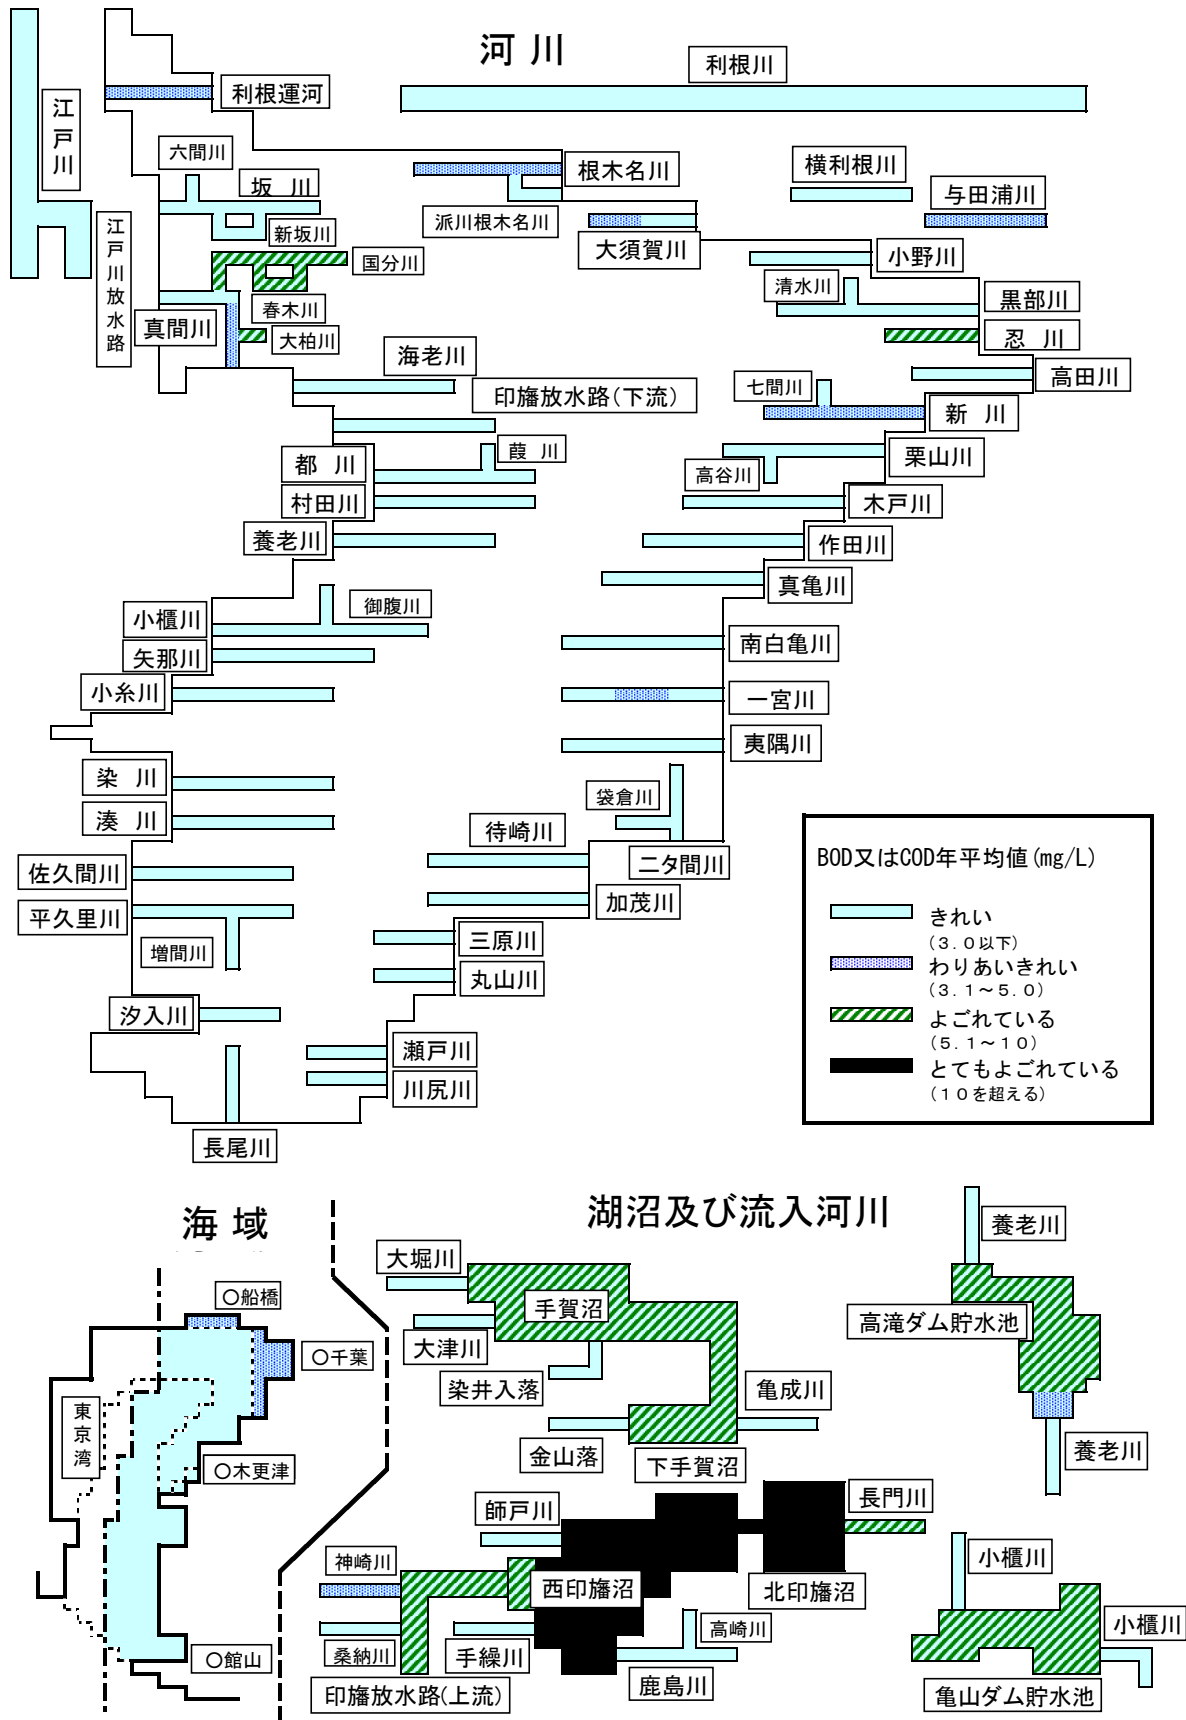 河川
利根川
利根運河
江戸川
六間川
坂 川
根木名川
横利根川
与田浦川
派川根木名川
新坂川
大須賀川
江戸川放水路
国分川
小野川
清水川
春木川
黒部川
真間川
大柏川
忍 川
海老川
高田川
印旛放水路(下流)
七間川
新 川
葭 川
都 川
栗山川
高谷川
村田川
木戸川
養老川
作田川
真亀川
御腹川
小櫃川
矢那川
南白亀川
小糸川
一宮川
夷隅川
染 川
袋倉川
湊 川
待崎川
二タ間川
佐久間川
加茂川
平久里川
三原川
増間川
丸山川
汐入川
瀬戸川
川尻川
長尾川
BOD又はCOD年平均値(mg/L)
きれい
(3.0以下)
わりあいきれい
(3.1~5.0)
よごれている
(5.1~10)
とてもよごれている
(10を超える)
海域
○船橋
○千葉
東京湾
○木更津
○館山
湖沼及び流入河川
大堀川
手賀沼
大津川
染井入落
亀成川
金山落
下手賀沼
養老川
高滝ダム貯水池
養老川
師戸川
長門川
神崎川
西印旛沼
北印旛沼
桑納川
手繰川
高崎川
印旛放水路(上流)
鹿島川
小櫃川
小櫃川
亀山ダム貯水池